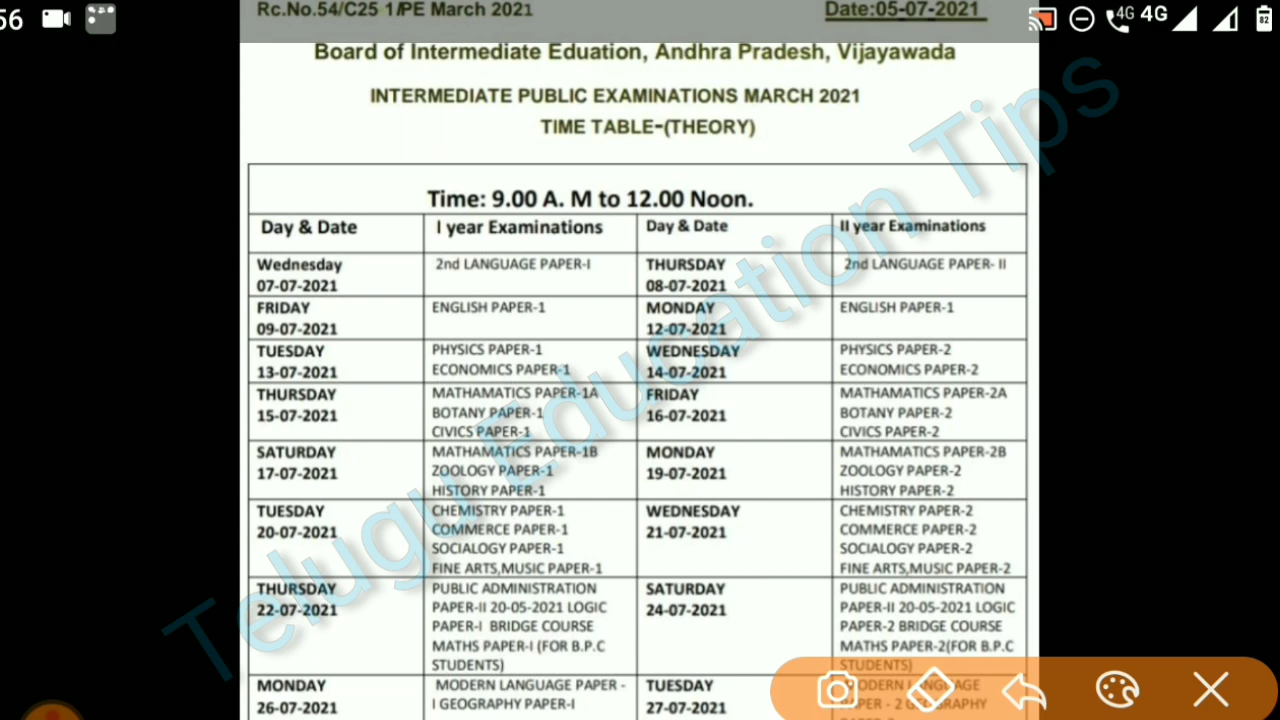 56
4G 4G
82
Rc.No.54/C25 1/PE March 2021 Date:05-07-2021
Board of Intermediate Eduation, Andhra Pradesh, Vijayawada
INTERMEDIATE PUBLIC EXAMINATIONS MARCH 2021
TIME TABLE-(THEORY)
Time: 9.00 A. M to 12.00 Noon.
Day & Date I year Examinations Day & Date II year Examinations
Wednesday 2nd LANGUAGE PAPER-I THURSDAY 2nd LANGUAGE PAPER- II
07-07-2021 08-07-2021
FRIDAY ENGLISH PAPER-1 MONDAY ENGLISH PAPER-1
09-07-2021 12-07-2021
TUESDAY PHYSICS PAPER-1 WEDNESDAY PHYSICS PAPER-2
13-07-2021 ECONOMICS PAPER-1 14-07-2021 ECONOMICS PAPER-2
THURSDAY MATHAMATICS PAPER-1A FRIDAY MATHAMATICS PAPER-2A
15-07-2021 BOTANY PAPER-1 16-07-2021 BOTANY PAPER-2
CIVICS PAPER-1 CIVICS PAPER-2
SATURDAY MATHAMATICS PAPER-1B MONDAY MATHAMATICS PAPER-2B
17-07-2021 ZOOLOGY PAPER-1 19-07-2021 ZOOLOGY PAPER-2
HISTORY PAPER-1 HISTORY PAPER-2
TUESDAY CHEMISTRY PAPER-1 WEDNESDAY CHEMISTRY PAPER-2
20-07-2021 COMMERCE PAPER-1 21-07-2021 COMMERCE PAPER-2
SOCIALOGY PAPER-1 SOCIALOGY PAPER-2
FINE ARTS,MUSIC PAPER-1 FINE ARTS,MUSIC PAPER-2
THURSDAY PUBLIC ADMINISTRATION SATURDAY PUBLIC ADMINISTRATION
22-07-2021 PAPER-II 20-05-2021 LOGIC 24-07-2021 PAPER-II 20-05-2021 LOGIC
PAPER-I BRIDGE COURSE PAPER-2 BRIDGE COURSE
MATHS PAPER-I (FOR B.P.C MATHS PAPER-2(FOR B.P.C
STUDENTS) STUDENTS)
MONDAY MODERN LANGUAGE PAPER - TUESDAY MODERN LANGUAGE
26-07-2021 I GEOGRAPHY PAPER-I 27-07-2021 PAPER - 2 GEOGRAPHY
Telugu Education Tips